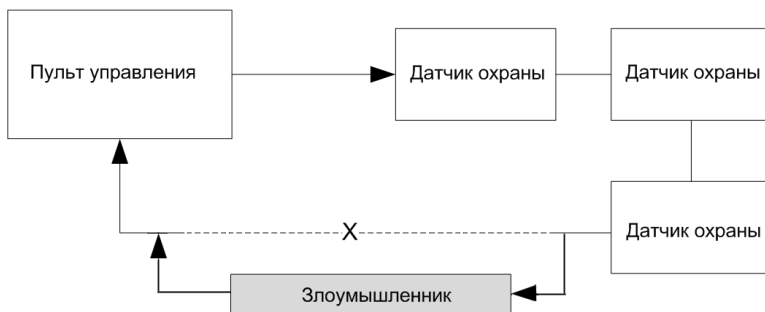 Пульт управления
Датчик охраны
Датчик охраны
Датчик охраны
X
Злоумышленник